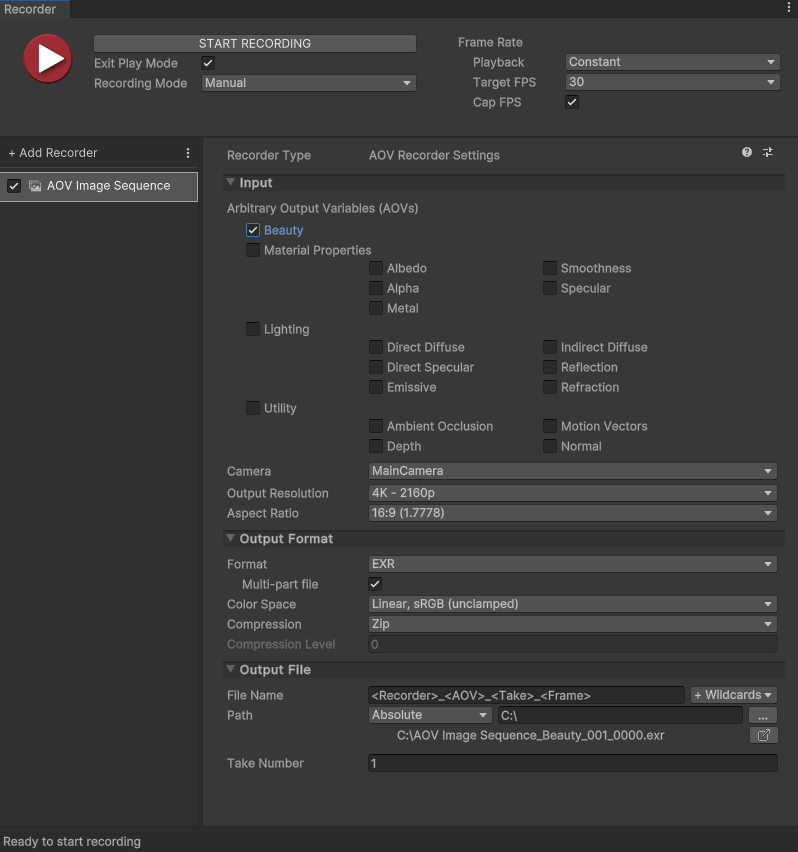 Recorder
START RECORDING
Exit Play Mode
Recording Mode Manual
Frame Rate
Playback Constant
Target FPS 30
Cap FPS
+ Add Recorder
AOV Image Sequence
Recorder Type AOV Recorder Settings
Input
Arbitrary Output Variables (AOVs)
Beauty
Material Properties
Albedo Smoothness
Alpha Specular
Metal
Lighting
Direct Diffuse Indirect Diffuse
Direct Specular Reflection
Emissive Refraction
Utility
Ambient Occlusion Motion Vectors
Depth Normal
Camera MainCamera
Output Resolution 4K - 2160p
Aspect Ratio 16:9 (1.7778)
Output Format
Format EXR
Multi-part file
Color Space Linear, sRGB (unclamped)
Compression Zip
Compression Level 0
Output File
File Name <Recorder>_<AOV>_<Take>_<Frame> + Wildcards
Path Absolute C:\ ...
C:\AOV Image Sequence_Beauty_001_0000.exr
Take Number 1
Ready to start recording